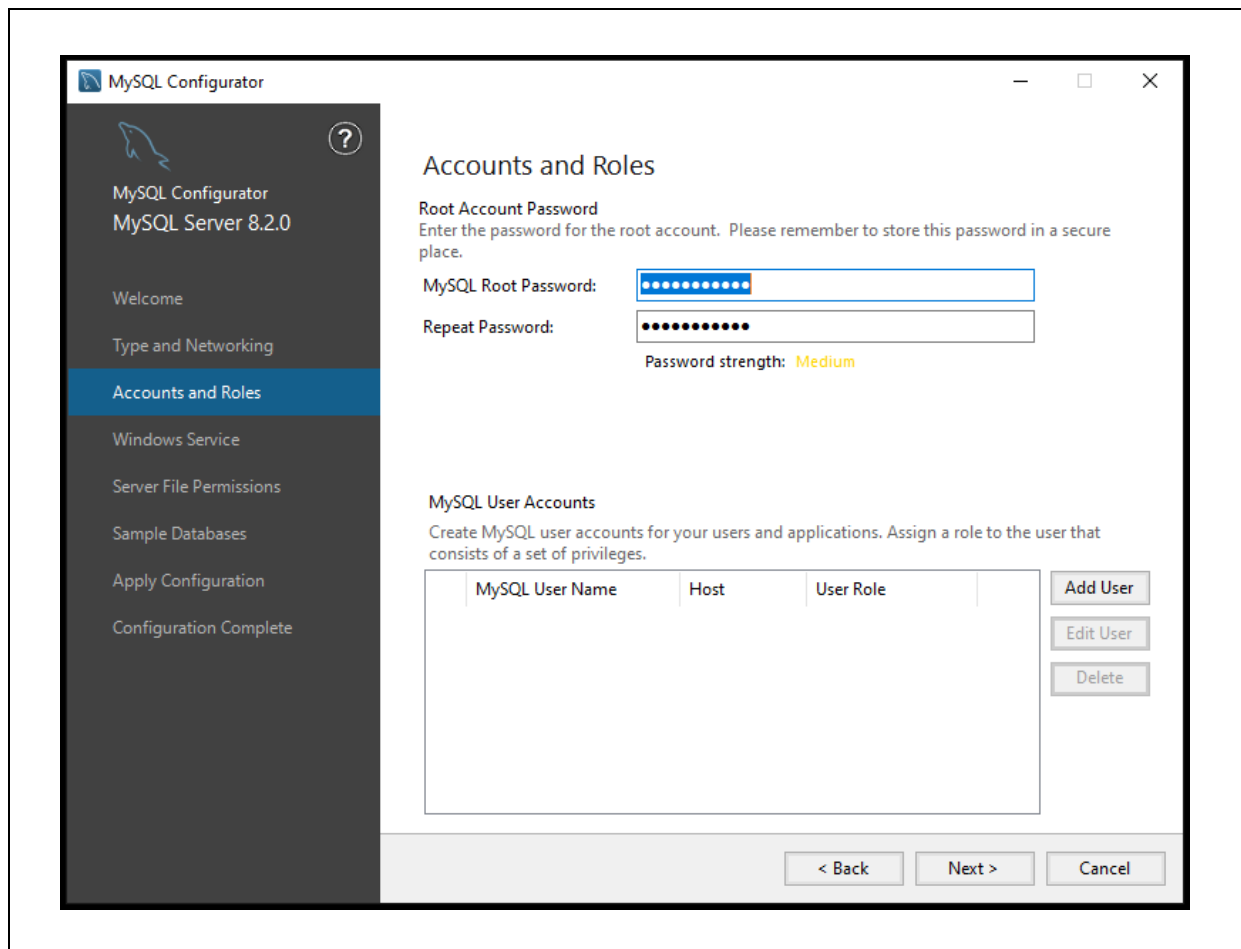 MySQL Configurator
?
MySQL Configurator
MySQL Server 8.2.0
Welcome
Type and Networking
Accounts and Roles
Windows Service
Server File Permissions
Sample Databases
Apply Configuration
Configuration Complete
Accounts and Roles
Root Account Password
Enter the password for the root account.  Please remember to store this password in a secure
place.
MySQL Root Password: ●●●●●●●●●●●
Repeat Password: ●●●●●●●●●●●
Password strength: Medium
MySQL User Accounts
Create MySQL user accounts for your users and applications. Assign a role to the user that
consists of a set of privileges.
MySQL User Name Host User Role
Add User
Edit User
Delete
< Back Next > Cancel